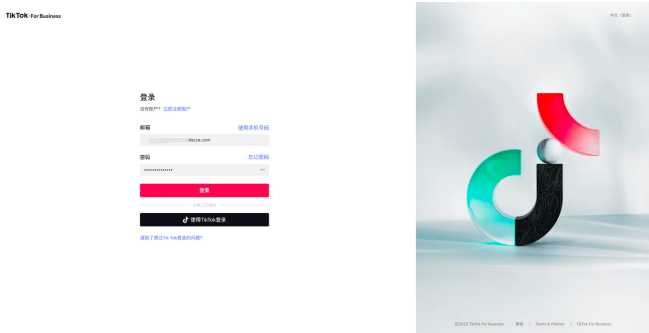 TikTok: For Business
中文 (简体)
登录
没有账户? 立即注册账户
邮箱 使用手机号码
dazza.com
密码 忘记密码
登录
使用TikTok登录
遇到了通过Tik Tok登录的问题?
©2023 TikTok For Business
Terms & Policies
TikTok For Business